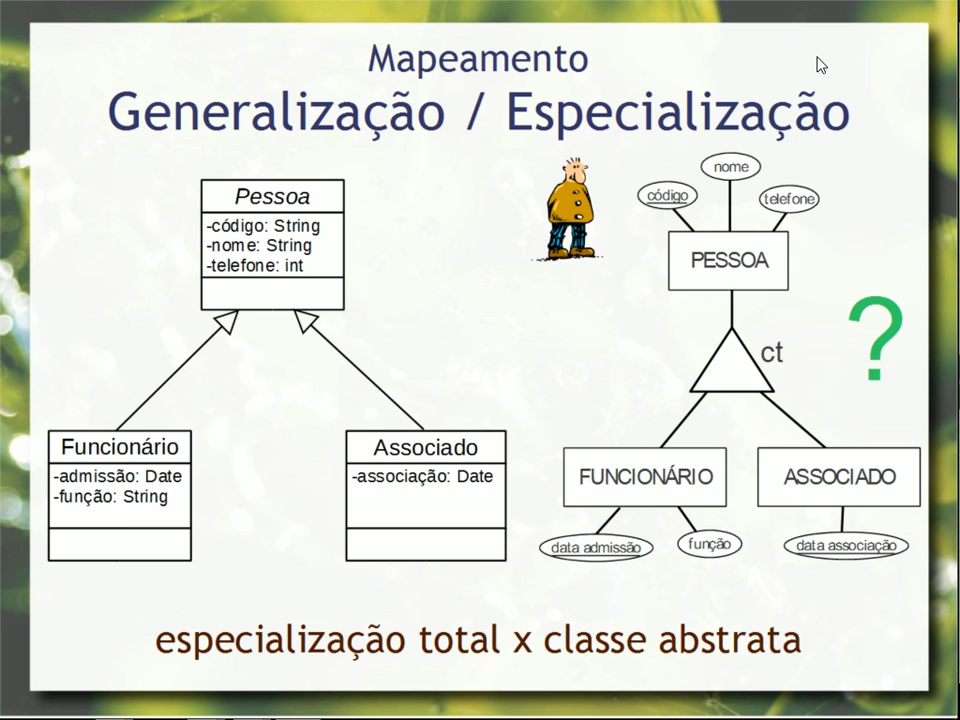 Mapeamento
Generalização / Especialização
Pessoa
-código: String
-nome: String
-telefone: int
Funcionário
-admissão: Date
-função: String
Associado
-associação: Date
nome
código
telefone
PESSOA
ct
?
FUNCIONÁRIO
ASSOCIADO
data admissão
função
data associação
especialização total x classe abstrata